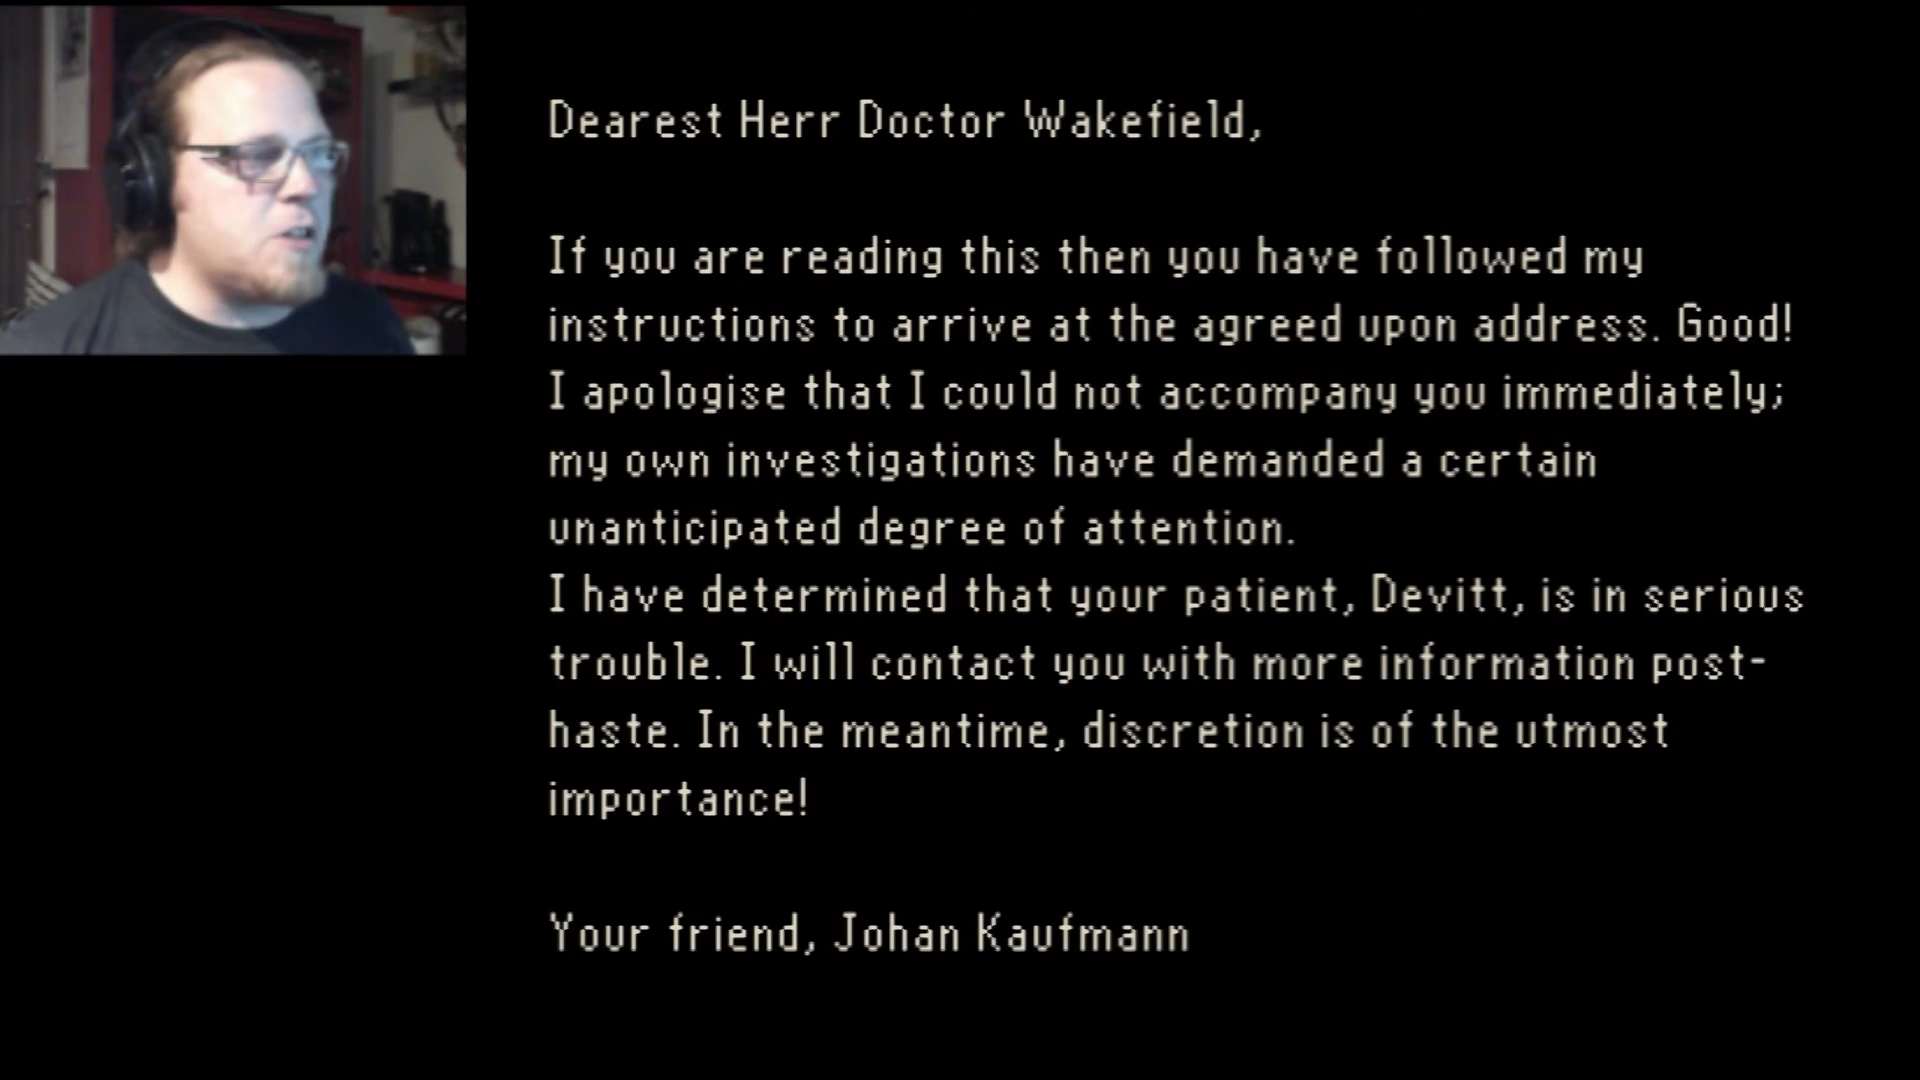 Dearest Herr Doctor Wakefield,
If you are reading this then you have followed my
instructions to arrive at the agreed upon address. Good!
I apologise that I could not accompany you immediately;
my own investigations have demanded a certain
unanticipated degree of attention.
I have determined that your patient, Devitt, is in serious
trouble. I will contact you with more information post-
haste. In the meantime, discretion is of the utmost
importance!
Your friend, Johan Kaufmann